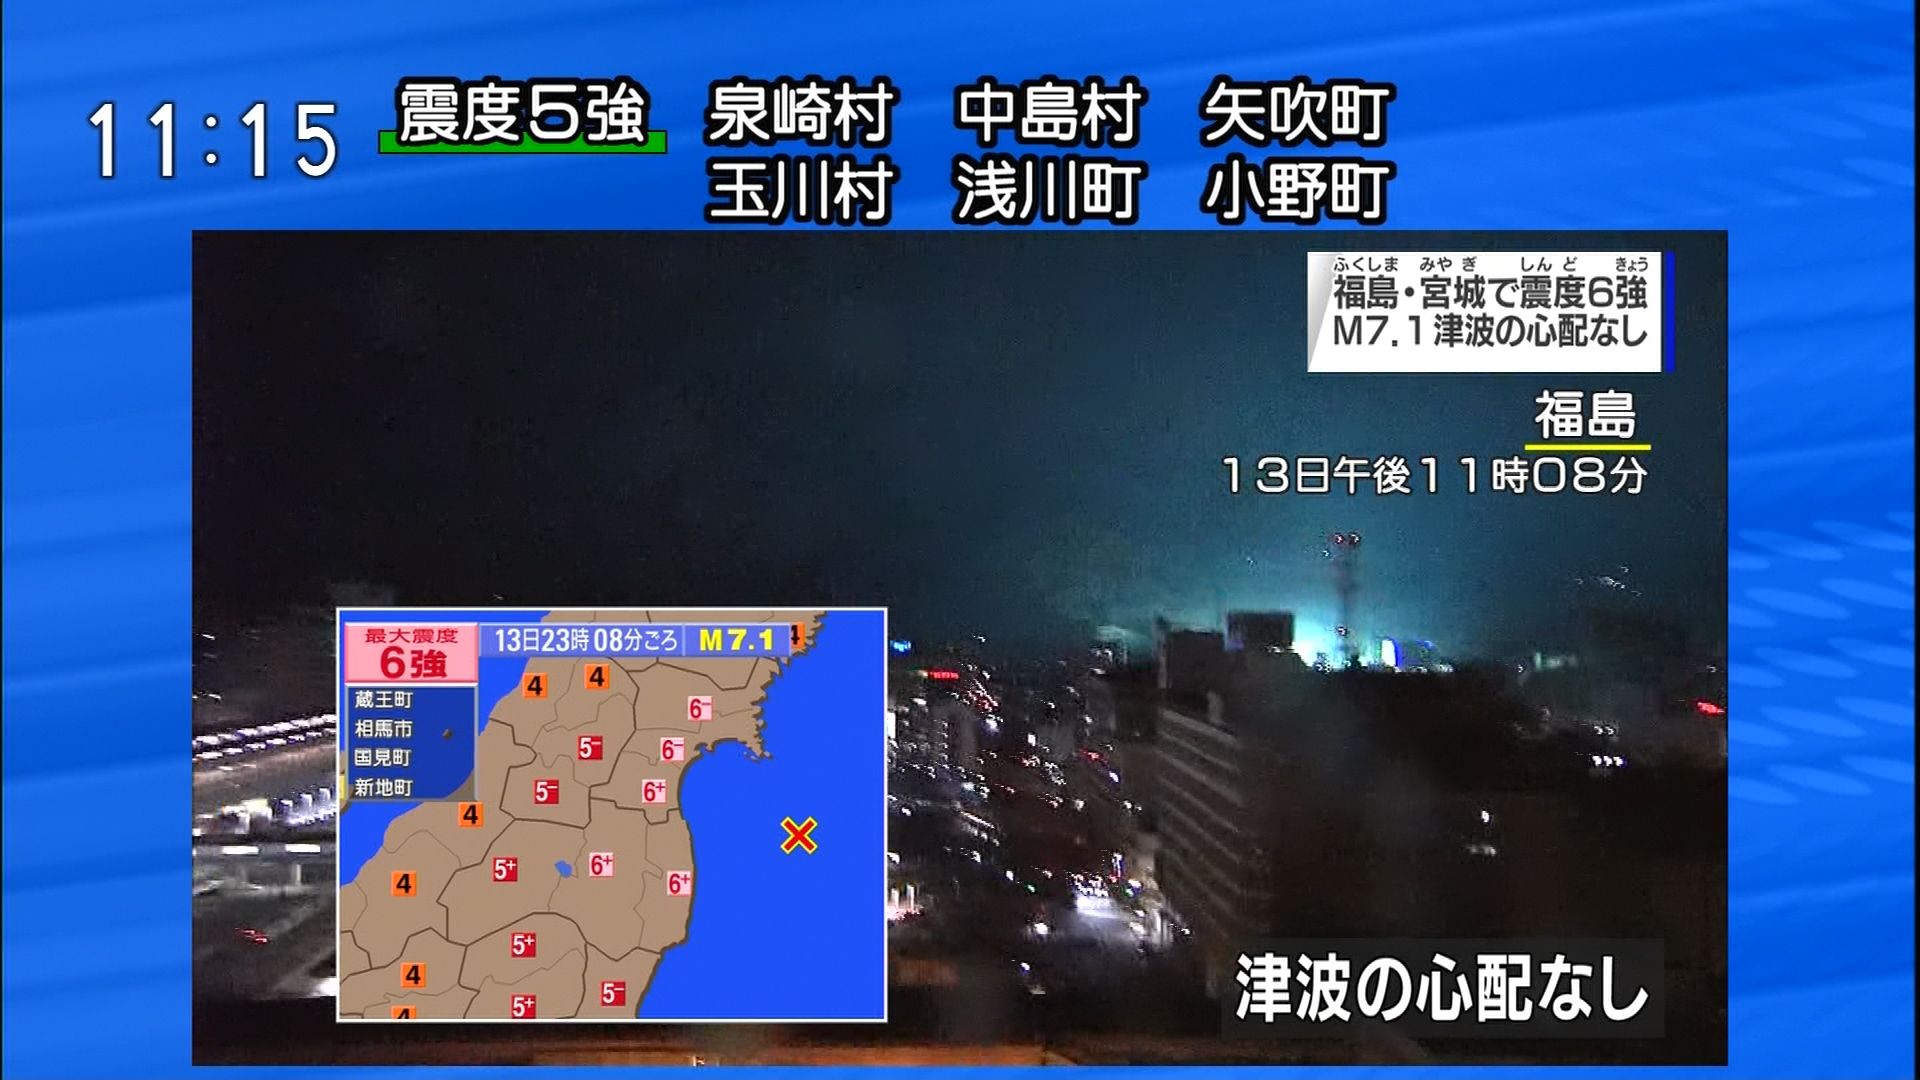 11:15
震度5強 泉崎村 中島村 矢吹町
玉川村 浅川町 小野町
ふくしま みやぎ しんど きょう
福島・宮城で震度6強
M7.1津波の心配なし
福島
13日午後11時08分
最大震度
6強
13日23時08分ごろ M7.1
蔵王町
相馬市
国見町
新地町
4
4
4
6-
5-
6-
5-
6+
4
5+
6+
4
6+
5+
4
5-
5+
4
津波の心配なし